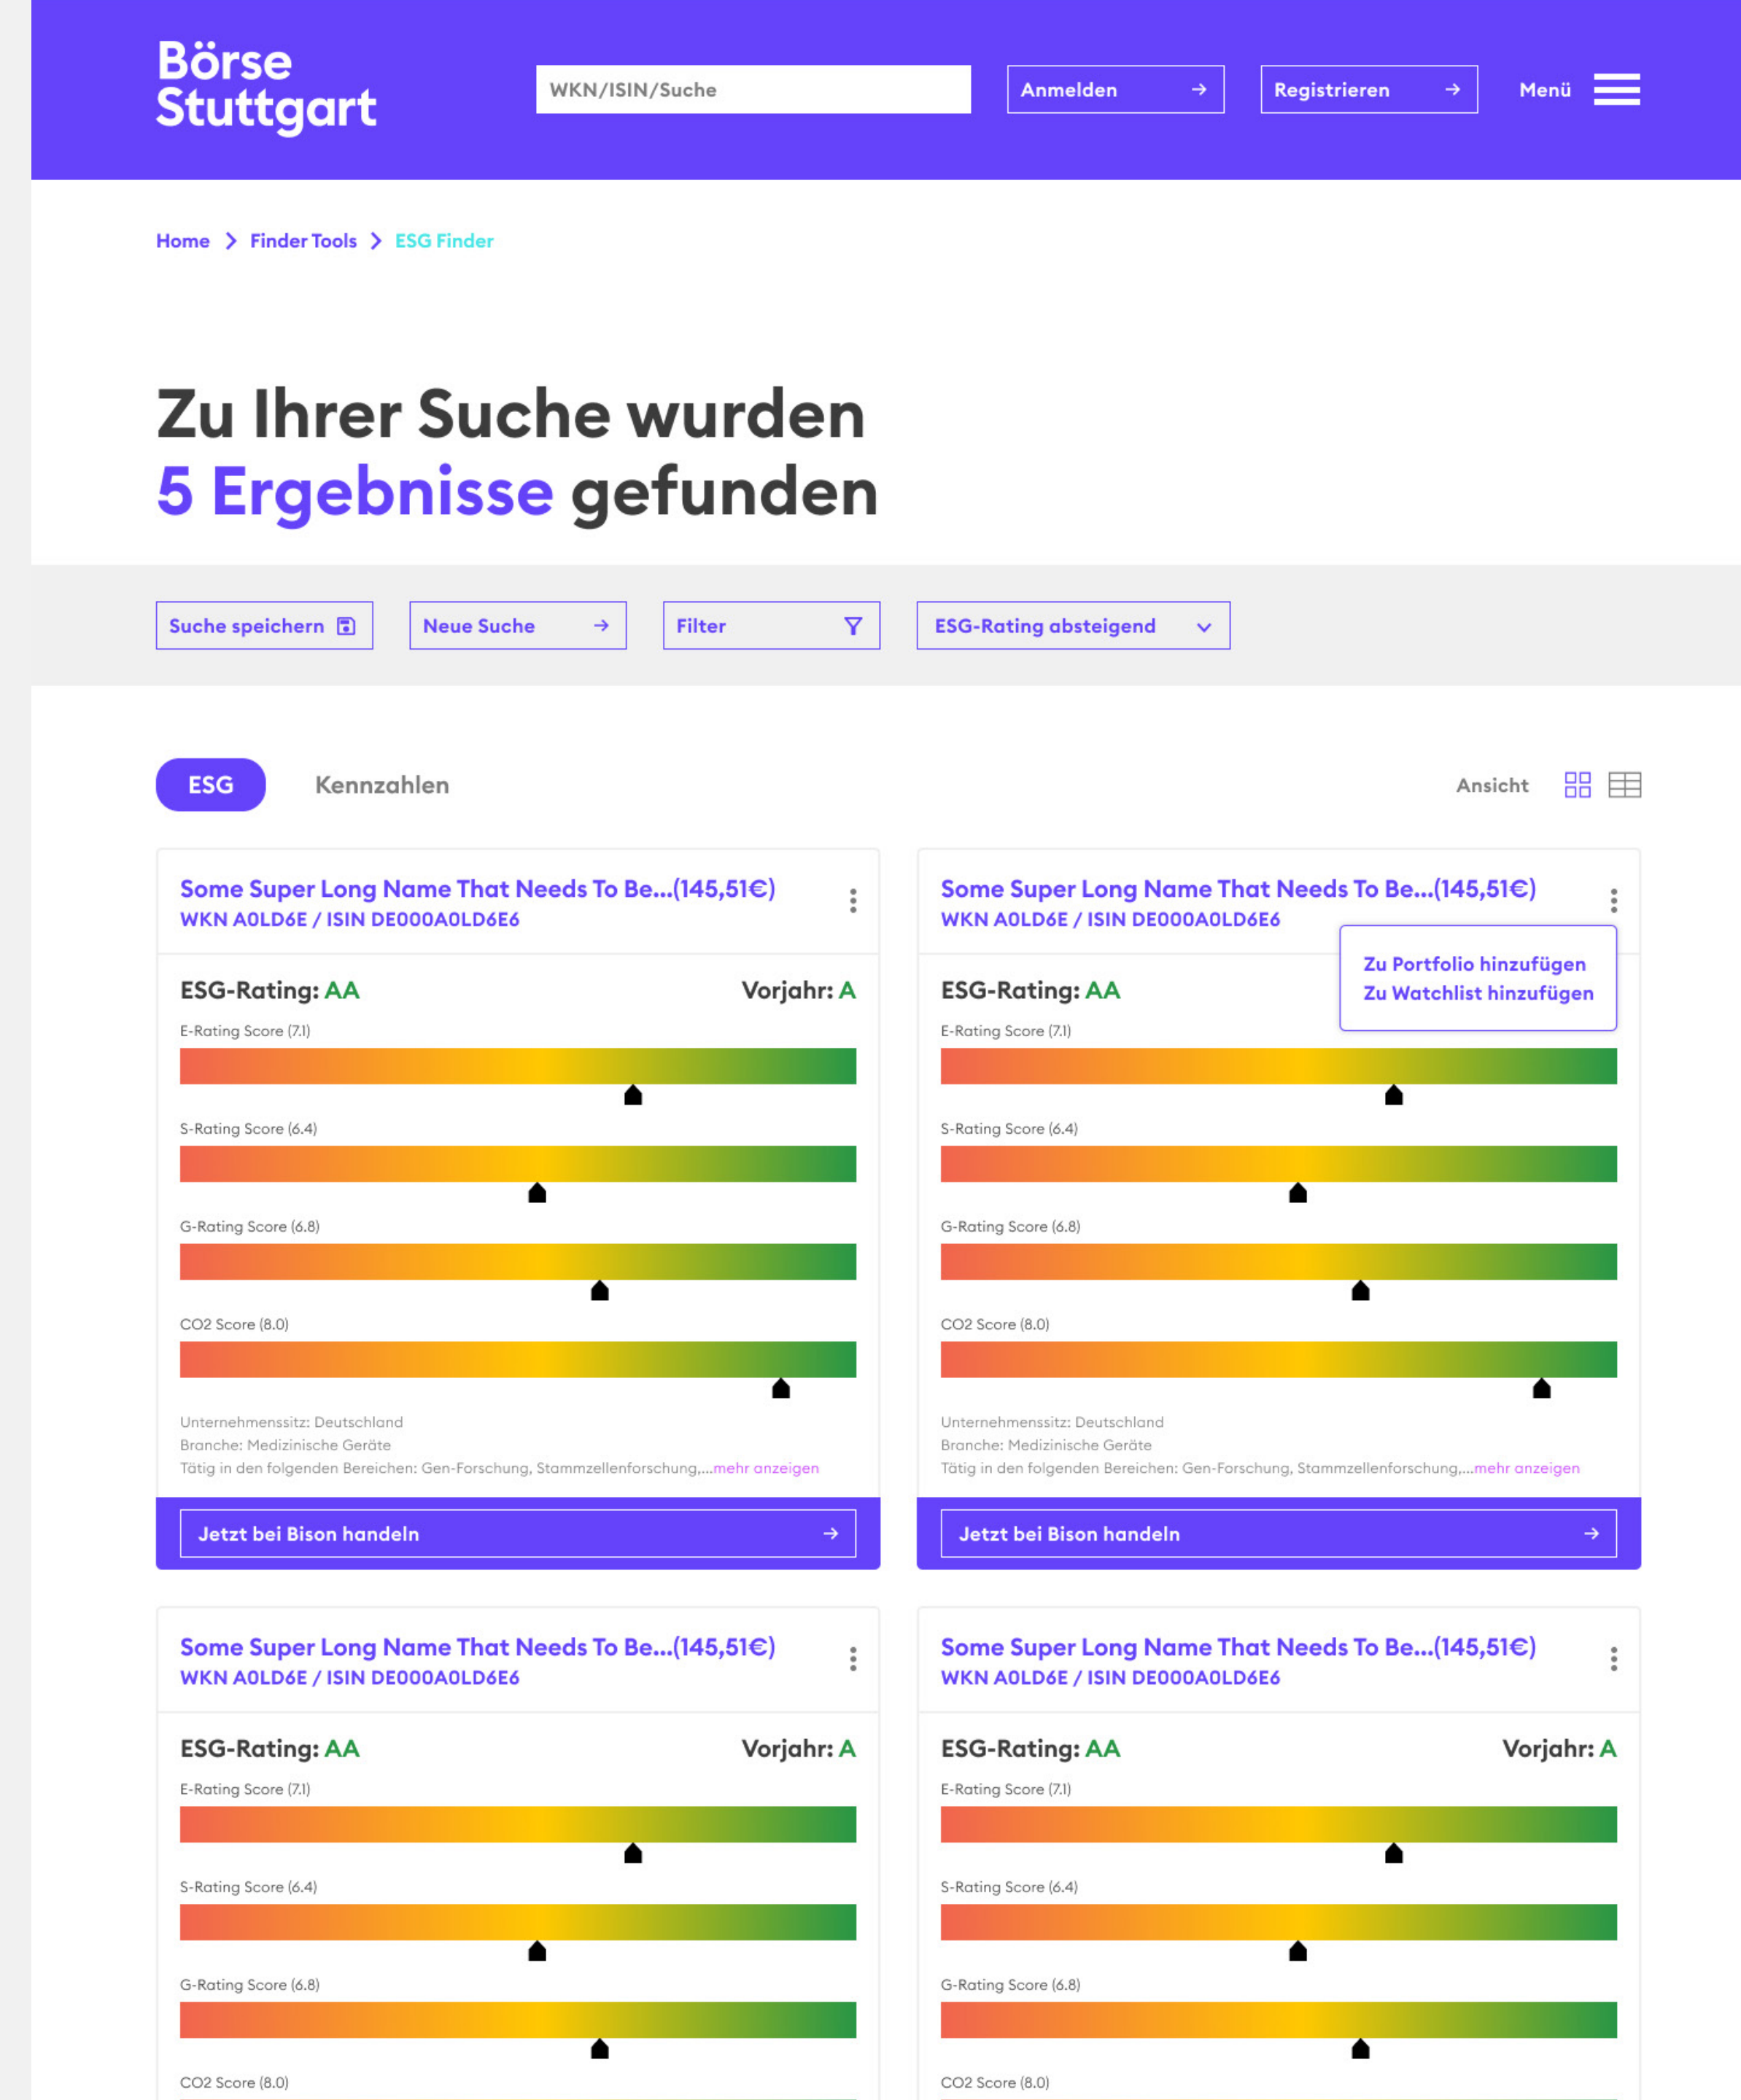 Börse
Stuttgart
WKN/ISIN/Suche
Anmelden
Registrieren
Menü
Home > Finder Tools > ESG Finder
Zu Ihrer Suche wurden
5 Ergebnisse gefunden
Suche speichern
Neue Suche
Filter
ESG-Rating absteigend
ESG
Kennzahlen
Ansicht
Some Super Long Name That Needs To Be...(145,51€)
WKN A0LD6E / ISIN DE000A0LD6E6
ESG-Rating: AA
Vorjahr: A
E-Rating Score (7.1)
S-Rating Score (6.4)
G-Rating Score (6.8)
CO2 Score (8.0)
Unternehmenssitz: Deutschland
Branche: Medizinische Geräte
Tätig in den folgenden Bereichen: Gen-Forschung, Stammzellenforschung,...mehr anzeigen
Jetzt bei Bison handeln
Some Super Long Name That Needs To Be...(145,51€)
WKN A0LD6E / ISIN DE000A0LD6E6
Zu Portfolio hinzufügen
Zu Watchlist hinzufügen
ESG-Rating: AA
E-Rating Score (7.1)
S-Rating Score (6.4)
G-Rating Score (6.8)
CO2 Score (8.0)
Unternehmenssitz: Deutschland
Branche: Medizinische Geräte
Tätig in den folgenden Bereichen: Gen-Forschung, Stammzellenforschung,...mehr anzeigen
Jetzt bei Bison handeln
Some Super Long Name That Needs To Be...(145,51€)
WKN A0LD6E / ISIN DE000A0LD6E6
ESG-Rating: AA
Vorjahr: A
E-Rating Score (7.1)
S-Rating Score (6.4)
G-Rating Score (6.8)
CO2 Score (8.0)
Some Super Long Name That Needs To Be...(145,51€)
WKN A0LD6E / ISIN DE000A0LD6E6
ESG-Rating: AA
Vorjahr: A
E-Rating Score (7.1)
S-Rating Score (6.4)
G-Rating Score (6.8)
CO2 Score (8.0)